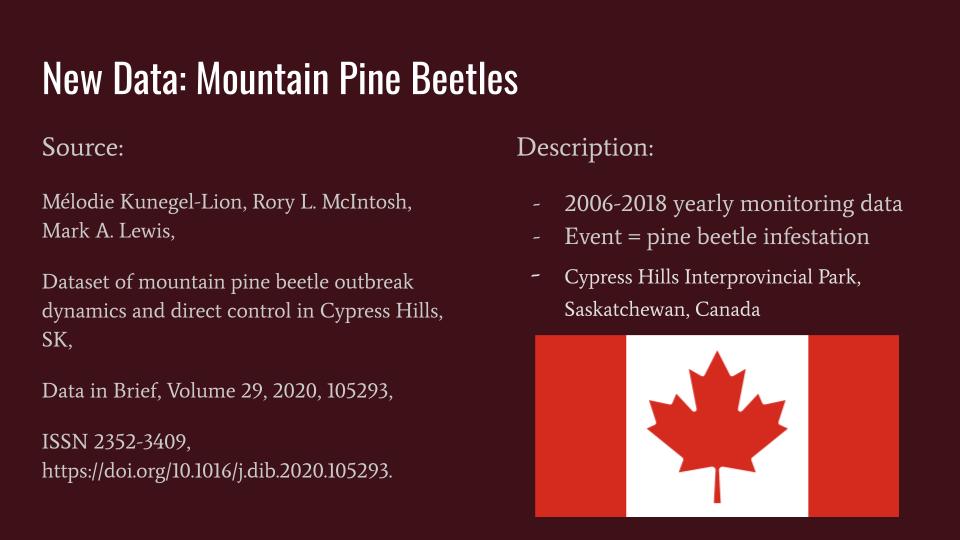 New Data: Mountain Pine Beetles
Source:
Mélodie Kunegel-Lion, Rory L. McIntosh,
Mark A. Lewis,
Dataset of mountain pine beetle outbreak
dynamics and direct control in Cypress Hills,
SK,
Data in Brief, Volume 29, 2020, 105293,
ISSN 2352-3409,
https://doi.org/10.1016/j.dib.2020.105293.
Description:
- 2006-2018 yearly monitoring data
- Event = pine beetle infestation
- Cypress Hills Interprovincial Park,
Saskatchewan, Canada